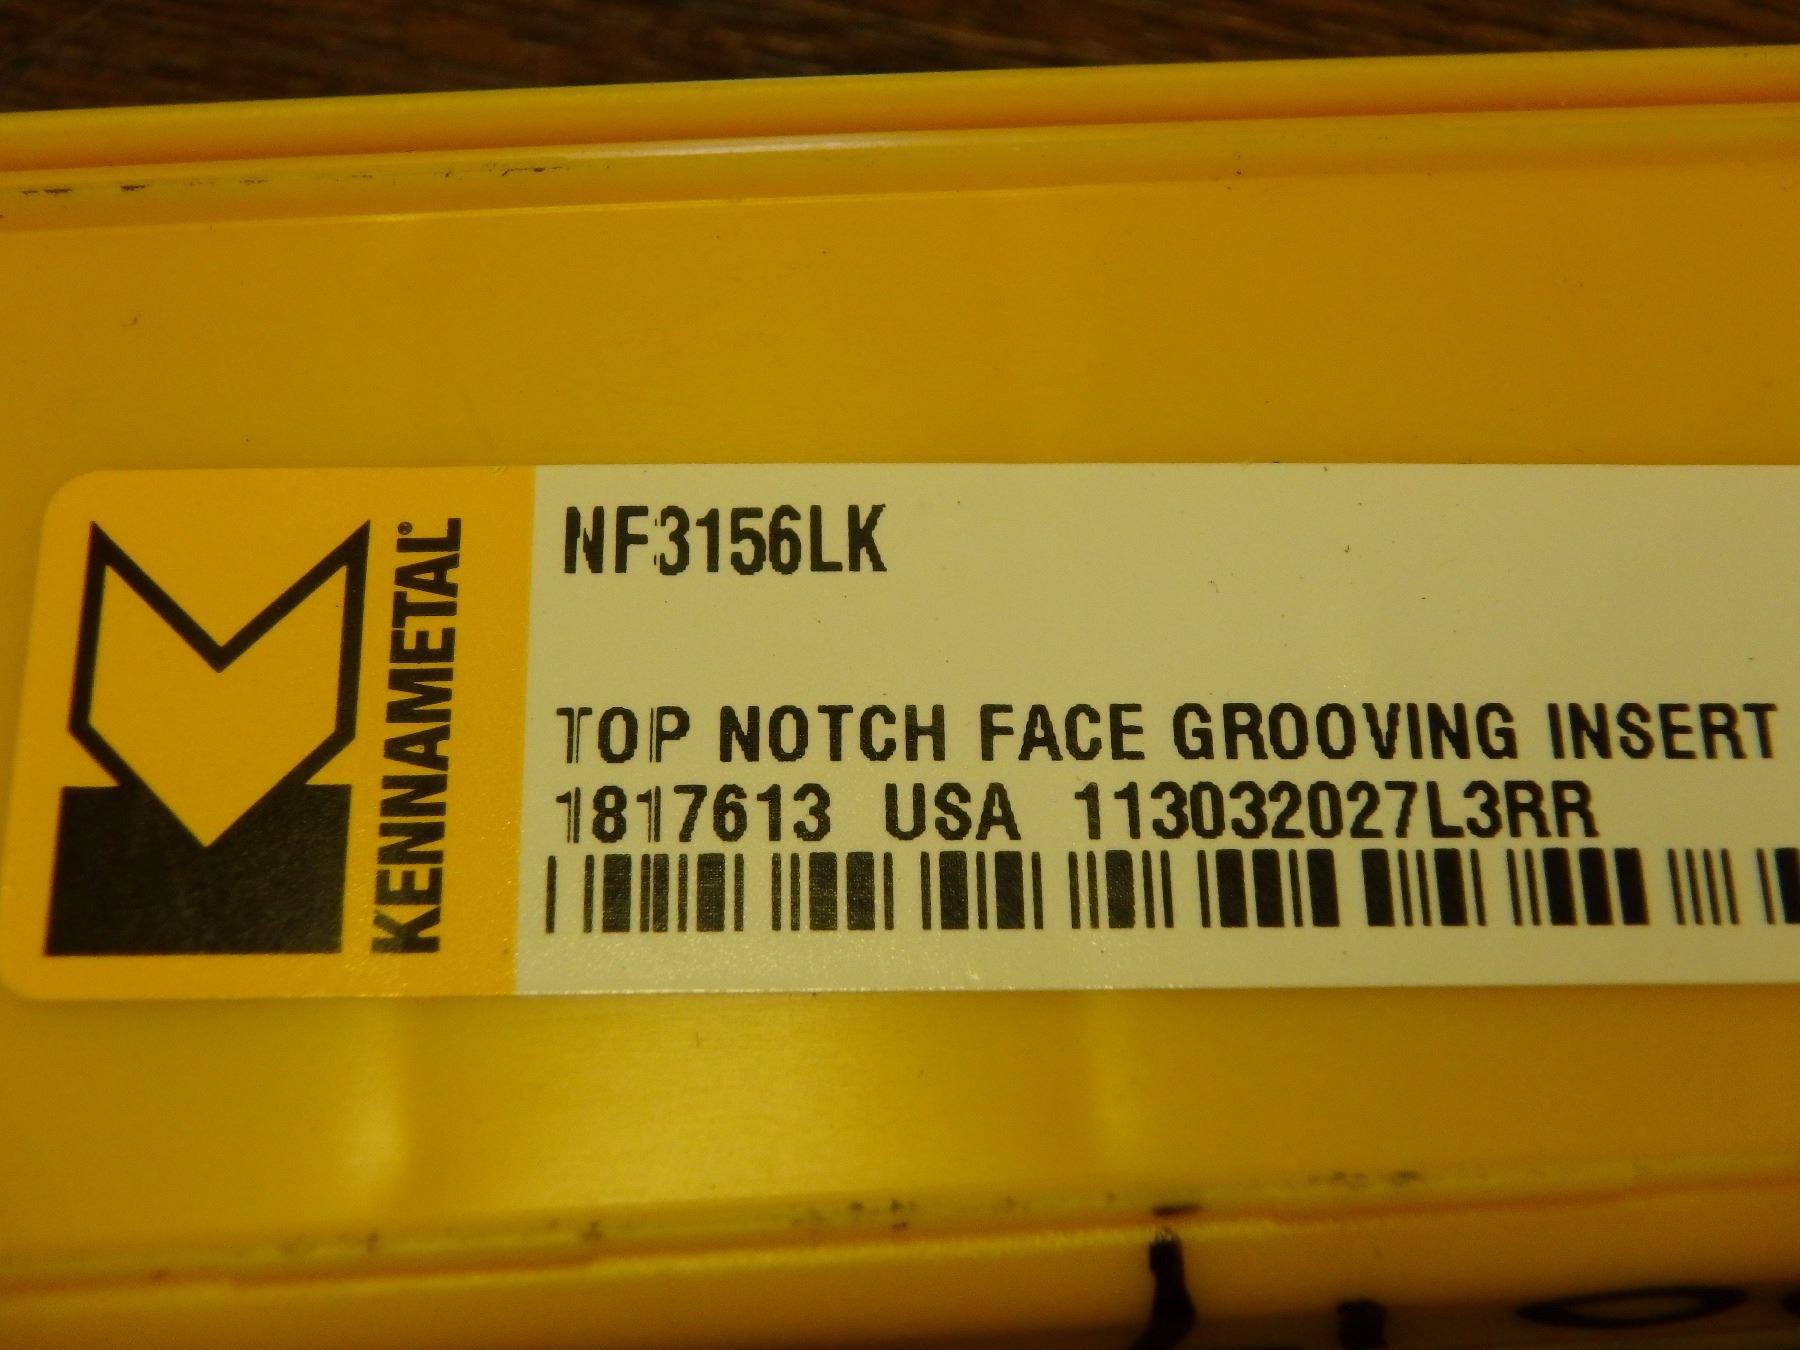 KENNAMETAL®
NF3156LK
TOP NOTCH FACE GROOVING INSERT
1817613 USA 113032027L3RR